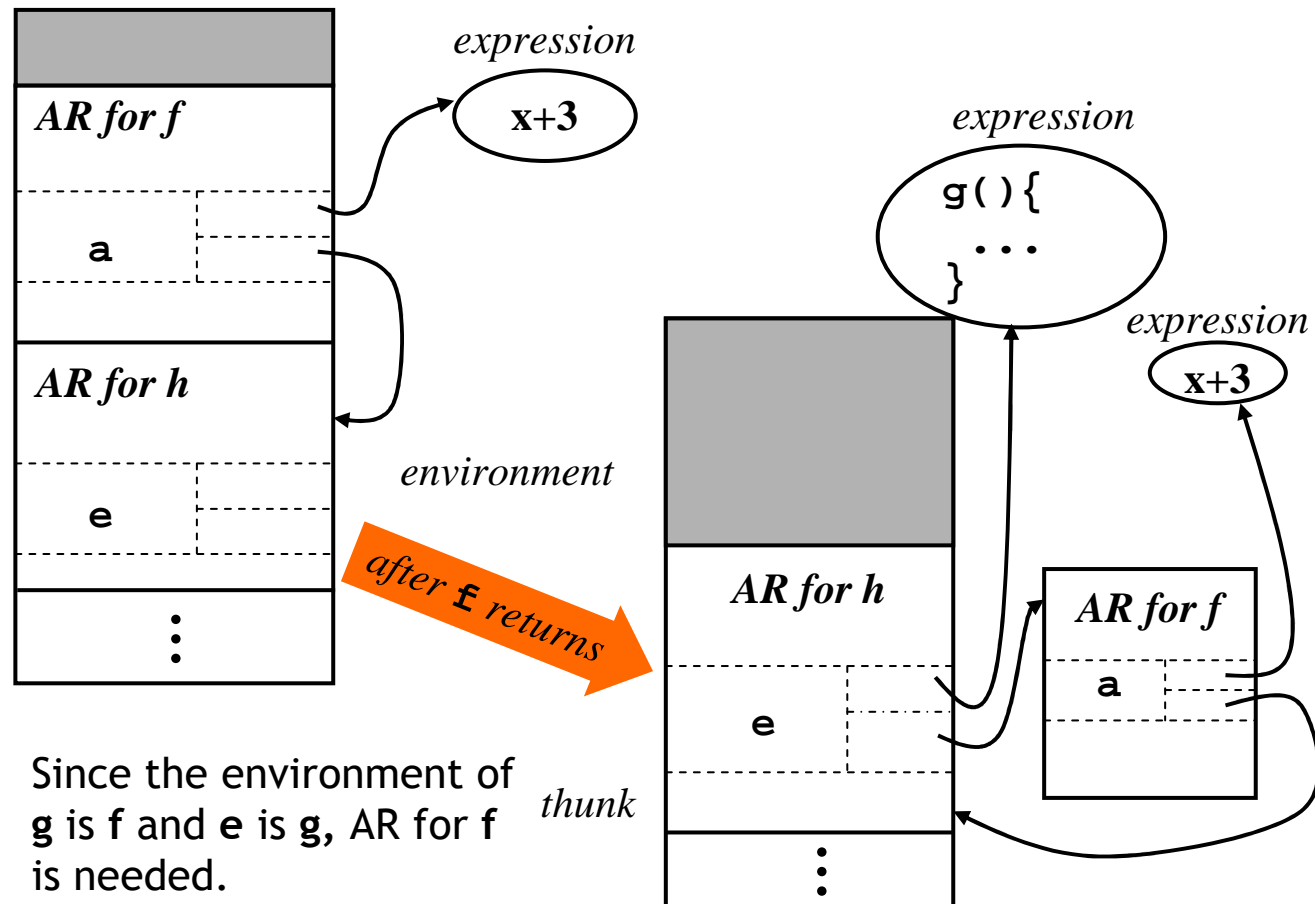 expression
x+3
AR for f
a
AR for h
e
⋮
environment
after f returns
expression
g(){
...
}
expression
x+3
AR for h
e
⋮
AR for f
a
thunk
Since the environment of
g is f and e is g, AR for f
is needed.